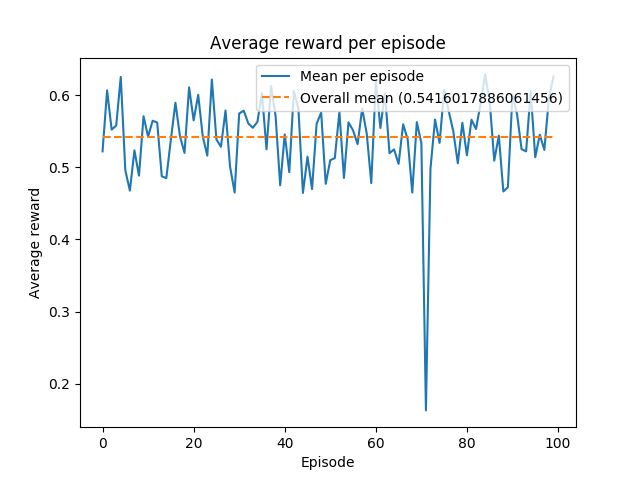 Average reward per episode
Mean per episode
Overall mean (0.5416017886061456)
0.6
0.5
0.4
0.3
0.2
Average reward
0 20 40 60 80 100
Episode